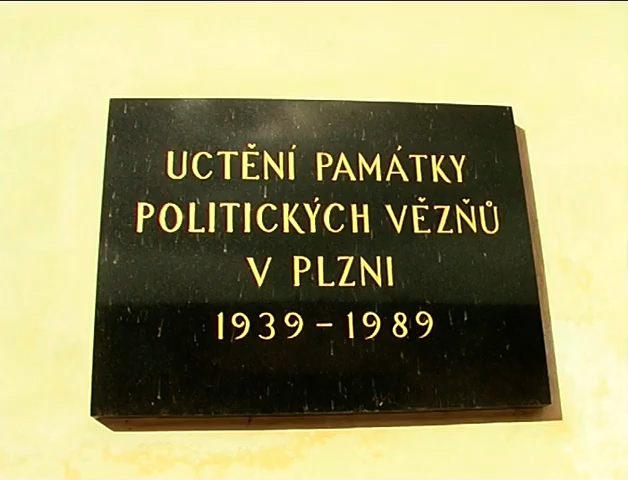 UCTĚNÍ PAMÁTKY
POLITICKÝCH VĚZŇŮ
V PLZNI
1939 – 1989